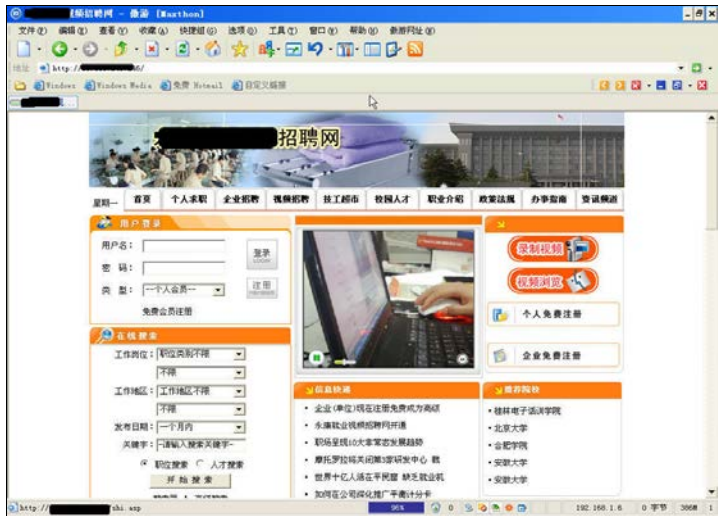 频招聘网 - 傲游 [Maxthon]
文件(F) 编辑(E) 查看(V) 收藏(A) 快捷组(G) 选项(O) 工具(T) 窗口(W) 帮助(H) 傲游网址(U)
地址 http:// /
Windows Windows Media 免费 Hotmail 自定义链接
招聘网
星期一 首页 个人求职 企业招聘 视频招聘 技工超市 校园人才 职业介绍 政策法规 办事指南 资讯频道
用户登录
用户名:
登录
LOGIN
密 码:
类 型: --个人会员--
注册
免费会员注册
录制视频
视频浏览
个人免费注册
企业免费注册
在线搜索
工作岗位: 职位类别不限
不限
工作地区: 工作地区不限
不限
发布日期: 一个月内
关键字: -请输入搜索关键字-
职位搜索 人才搜索
开始搜索
信息快递
企业(单位)现在注册免费成为高级
永康就业视频招聘网开通
职场呈现10大非常态发展趋势
摩托罗拉将关闭第3家研发中心 裁
世界十亿人活在平民窟 缺乏就业机
如何在公司深化推广平衡计分卡
推荐院校
桂林电子
北京大学
合肥学院
安徽大学
安徽大学
http:// shi.asp
96% 0 192.168.1.6 0 字节 386M 1